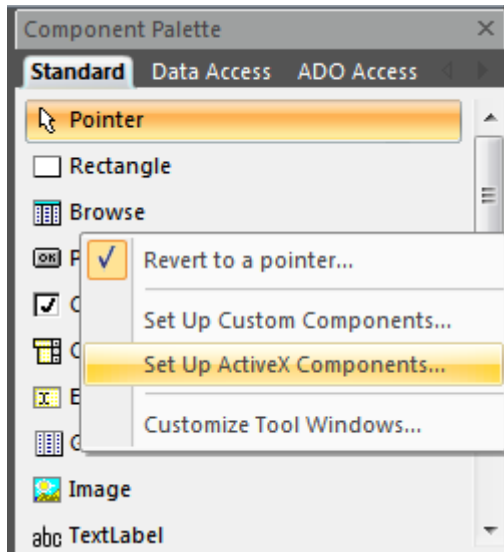 Component Palette
Standard Data Access ADO Access
Pointer
Rectangle
Browse
Revert to a pointer...
Set Up Custom Components...
Set Up ActiveX Components...
Customize Tool Windows...
Image
abc TextLabel